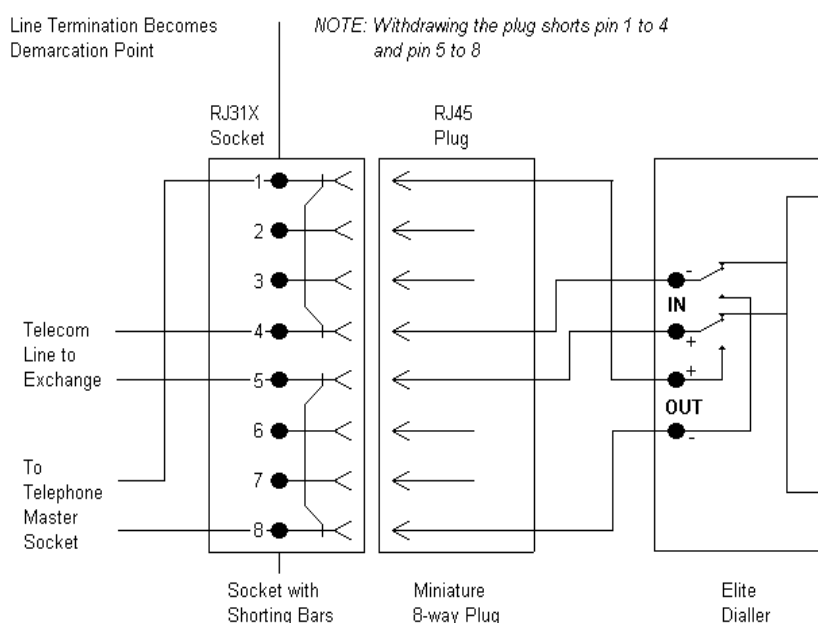 Line Termination Becomes
Demarcation Point
NOTE: Withdrawing the plug shorts pin 1 to 4
and pin 5 to 8
RJ31X
Socket
RJ45
Plug
1
2
3
4
5
6
7
8
Telecom
Line to
Exchange
To
Telephone
Master
Socket
-
IN
+
+
OUT
-
Socket with
Shorting Bars
Miniature
8-way Plug
Elite
Dialler